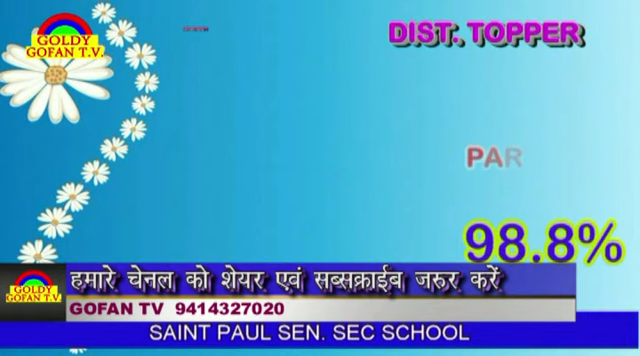 GOLDY
GOFAN T.V.
DIST. TOPPER
PAR
98.8%
GOLDY
GOFAN T.V.
हमारे चेनल को शेयर एवं सब्सक्राईब जरुर करें
GOFAN TV 9414327020
SAINT PAUL SEN. SEC SCHOOL